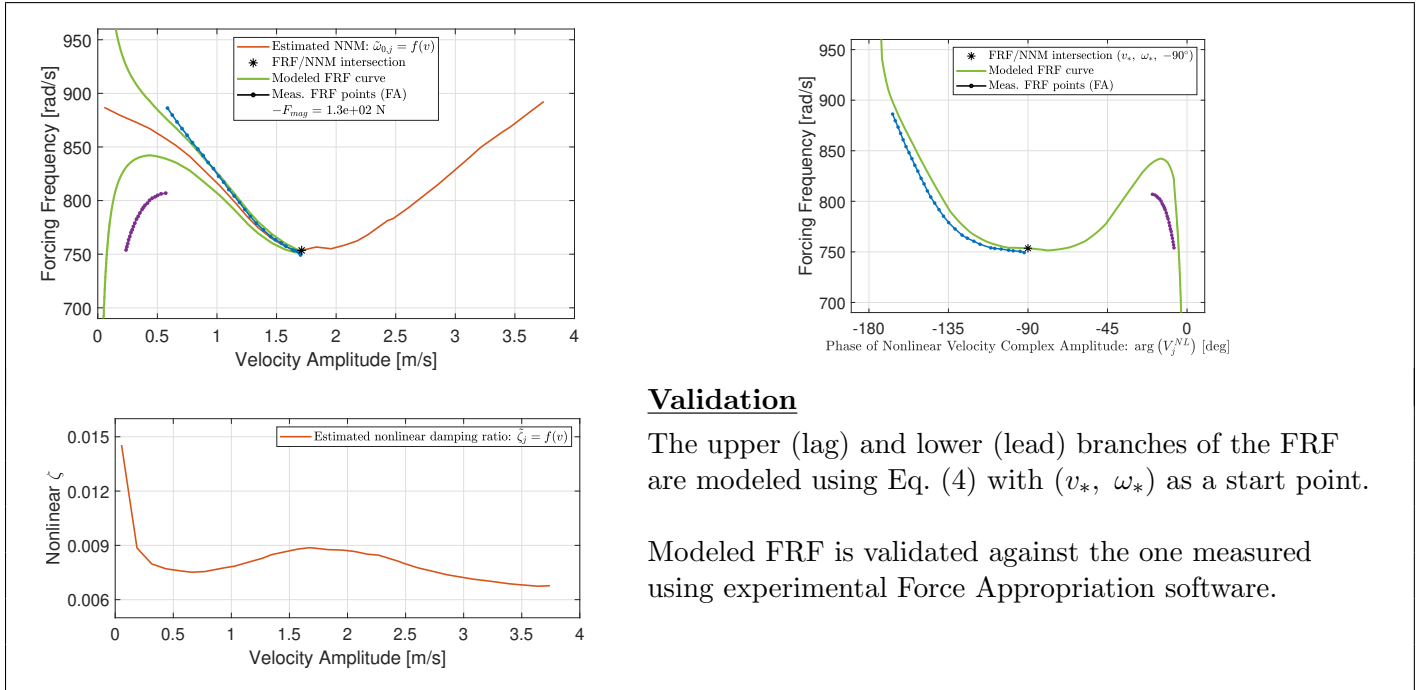 Estimated NNM: ω̃₀,ⱼ = f(v)
FRF/NNM intersection
Modeled FRF curve
Meas. FRF points (FA)
−F_mag = 1.3e+02 N
Forcing Frequency [rad/s]
950
900
850
800
750
700
0 0.5 1 1.5 2 2.5 3 3.5 4
Velocity Amplitude [m/s]
FRF/NNM intersection (v_*, ω_*, −90°)
Modeled FRF curve
Meas. FRF points (FA)
Forcing Frequency [rad/s]
950
900
850
800
750
700
-180 -135 -90 -45 0
Phase of Nonlinear Velocity Complex Amplitude: arg (V_j^{NL}) [deg]
Estimated nonlinear damping ratio: ζ̃ⱼ = f(v)
Nonlinear ζ
0.015
0.012
0.009
0.006
0 0.5 1 1.5 2 2.5 3 3.5 4
Velocity Amplitude [m/s]
Validation
The upper (lag) and lower (lead) branches of the FRF
are modeled using Eq. (4) with (v_*, ω_*) as a start point.
Modeled FRF is validated against the one measured
using experimental Force Appropriation software.